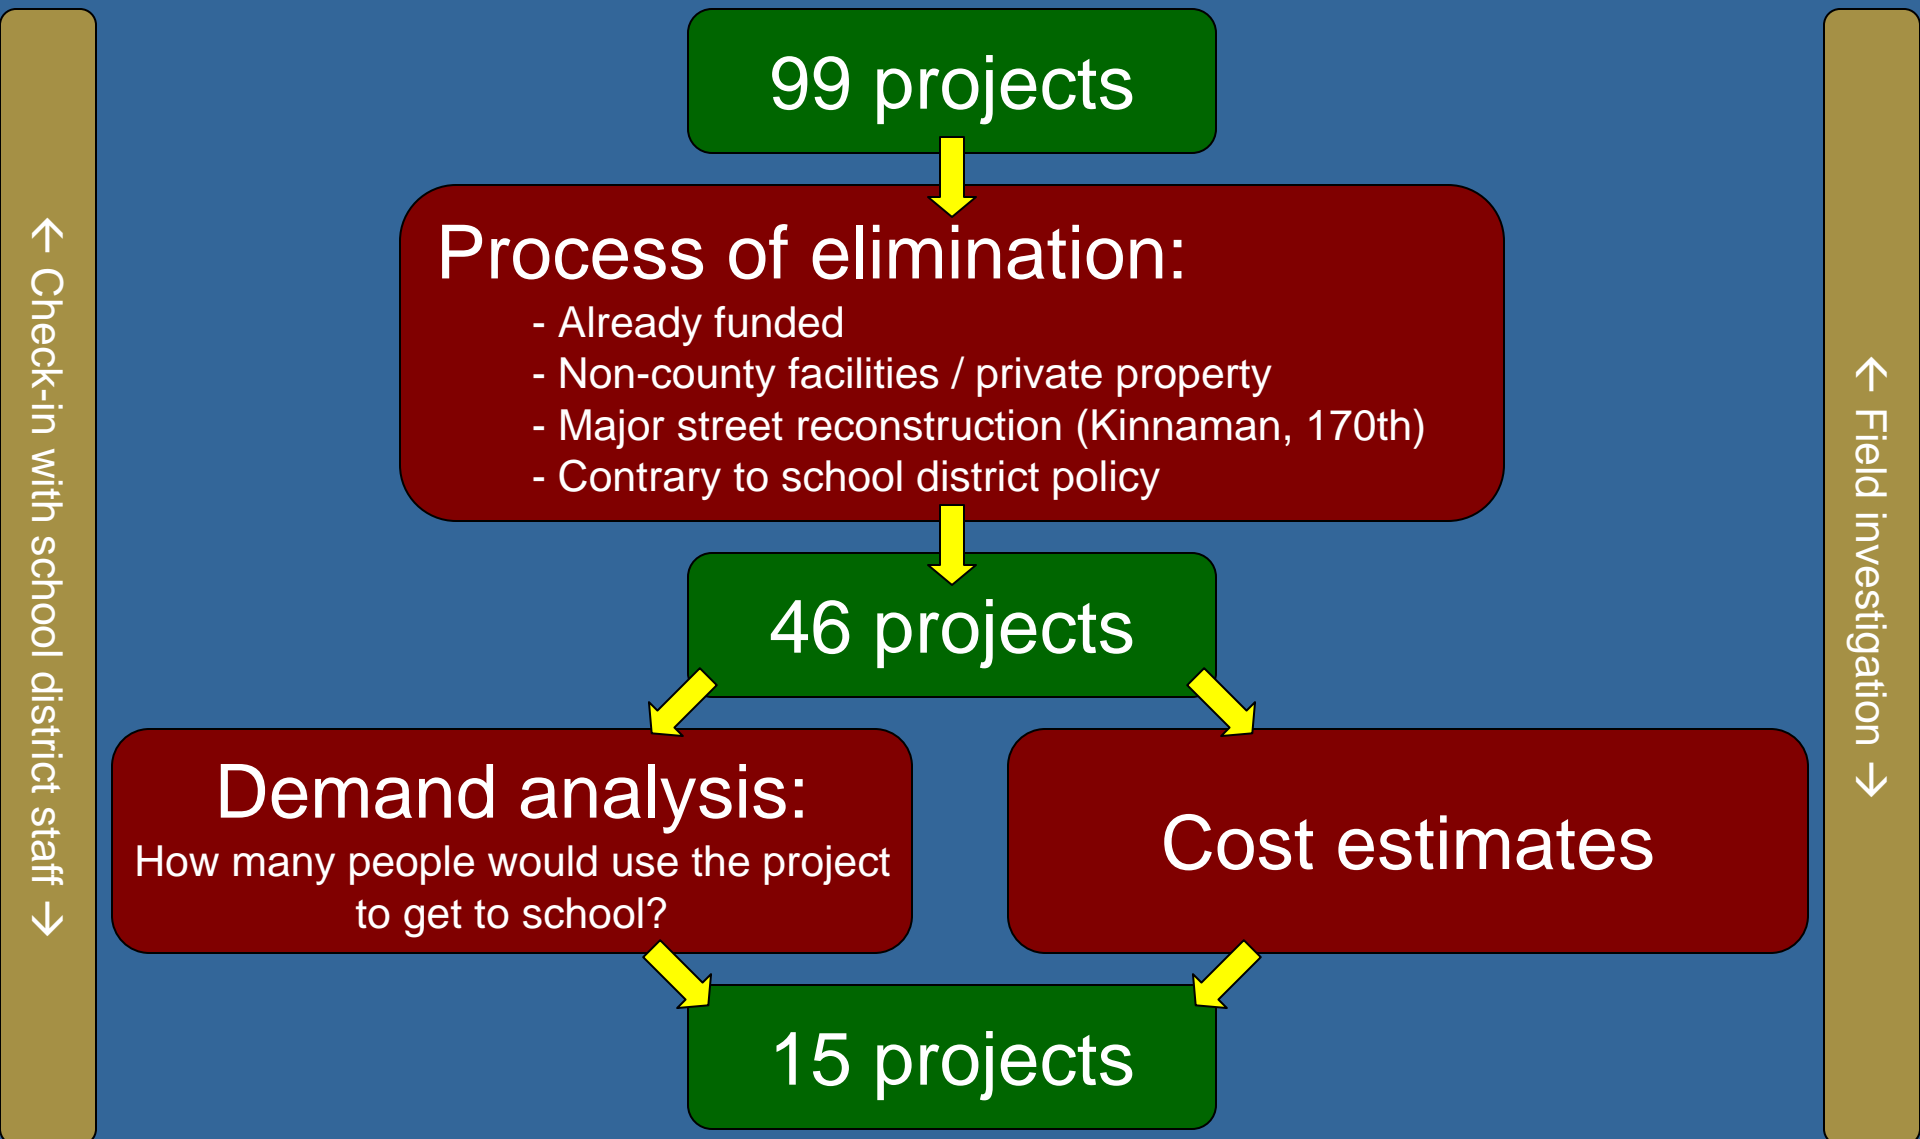 99 projects
Process of elimination:
- Already funded
- Non-county facilities / private property
- Major street reconstruction (Kinnaman, 170th)
- Contrary to school district policy
46 projects
Demand analysis:
How many people would use the project
to get to school?
Cost estimates
15 projects
← Check-in with school district staff →
← Field investigation →